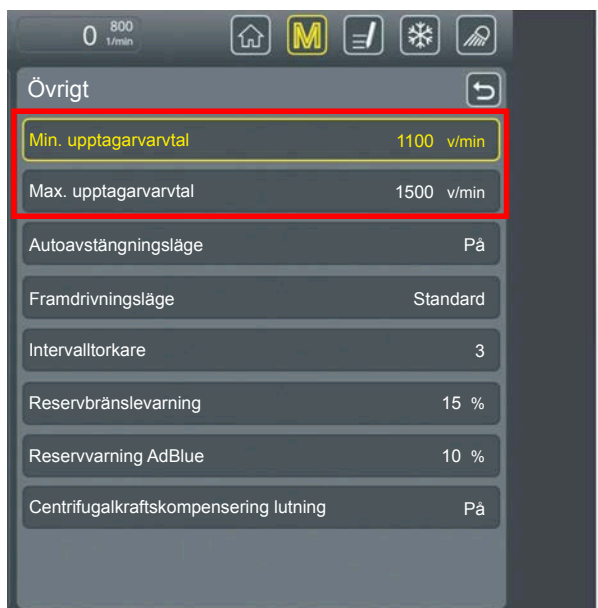 0 800 1/min
M
Övrigt
Min. upptagarvarvtal 1100 v/min
Max. upptagarvarvtal 1500 v/min
Autoavstängningsläge På
Framdrivningsläge Standard
Intervalltorkare 3
Reservbränslevarning 15 %
Reservvarning AdBlue 10 %
Centrifugalkraftskompensering lutning På